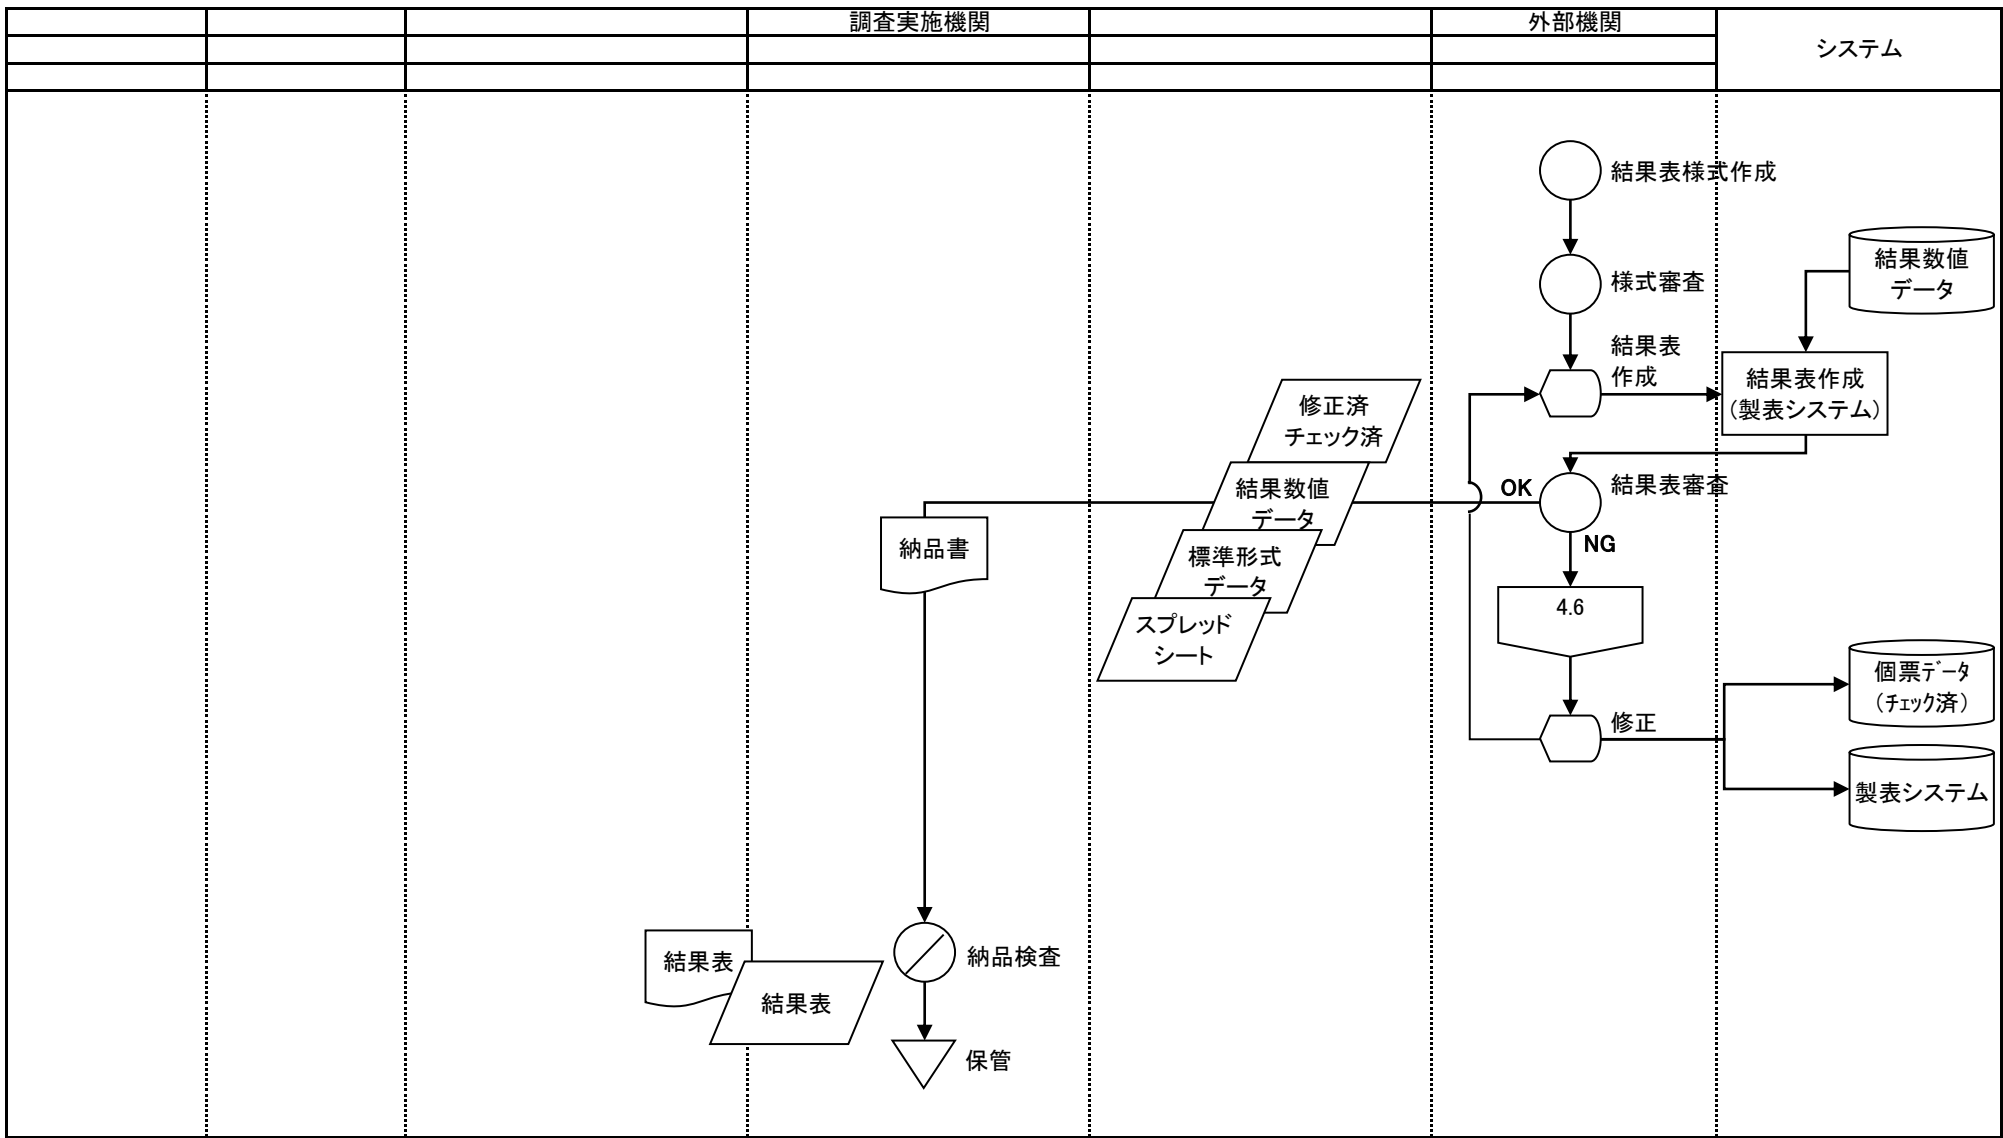 調査実施機関
外部機関
システム
結果表様式作成
結果数値
データ
様式審査
結果表
作成
結果表作成
（製表システム）
修正済
チェック済
結果数値
データ
OK
結果表審査
NG
納品書
標準形式
データ
4.6
スプレッド
シート
個票ﾃﾞｰﾀ
（ﾁｪｯｸ済）
修正
製表システム
結果表
結果表
納品検査
保管